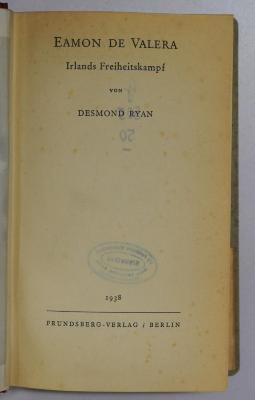 EAMON DE VALERA
Irlands Freiheitskampf
VON
DESMOND RYAN
1938
FRUNDSBERG-VERLAG / BERLIN